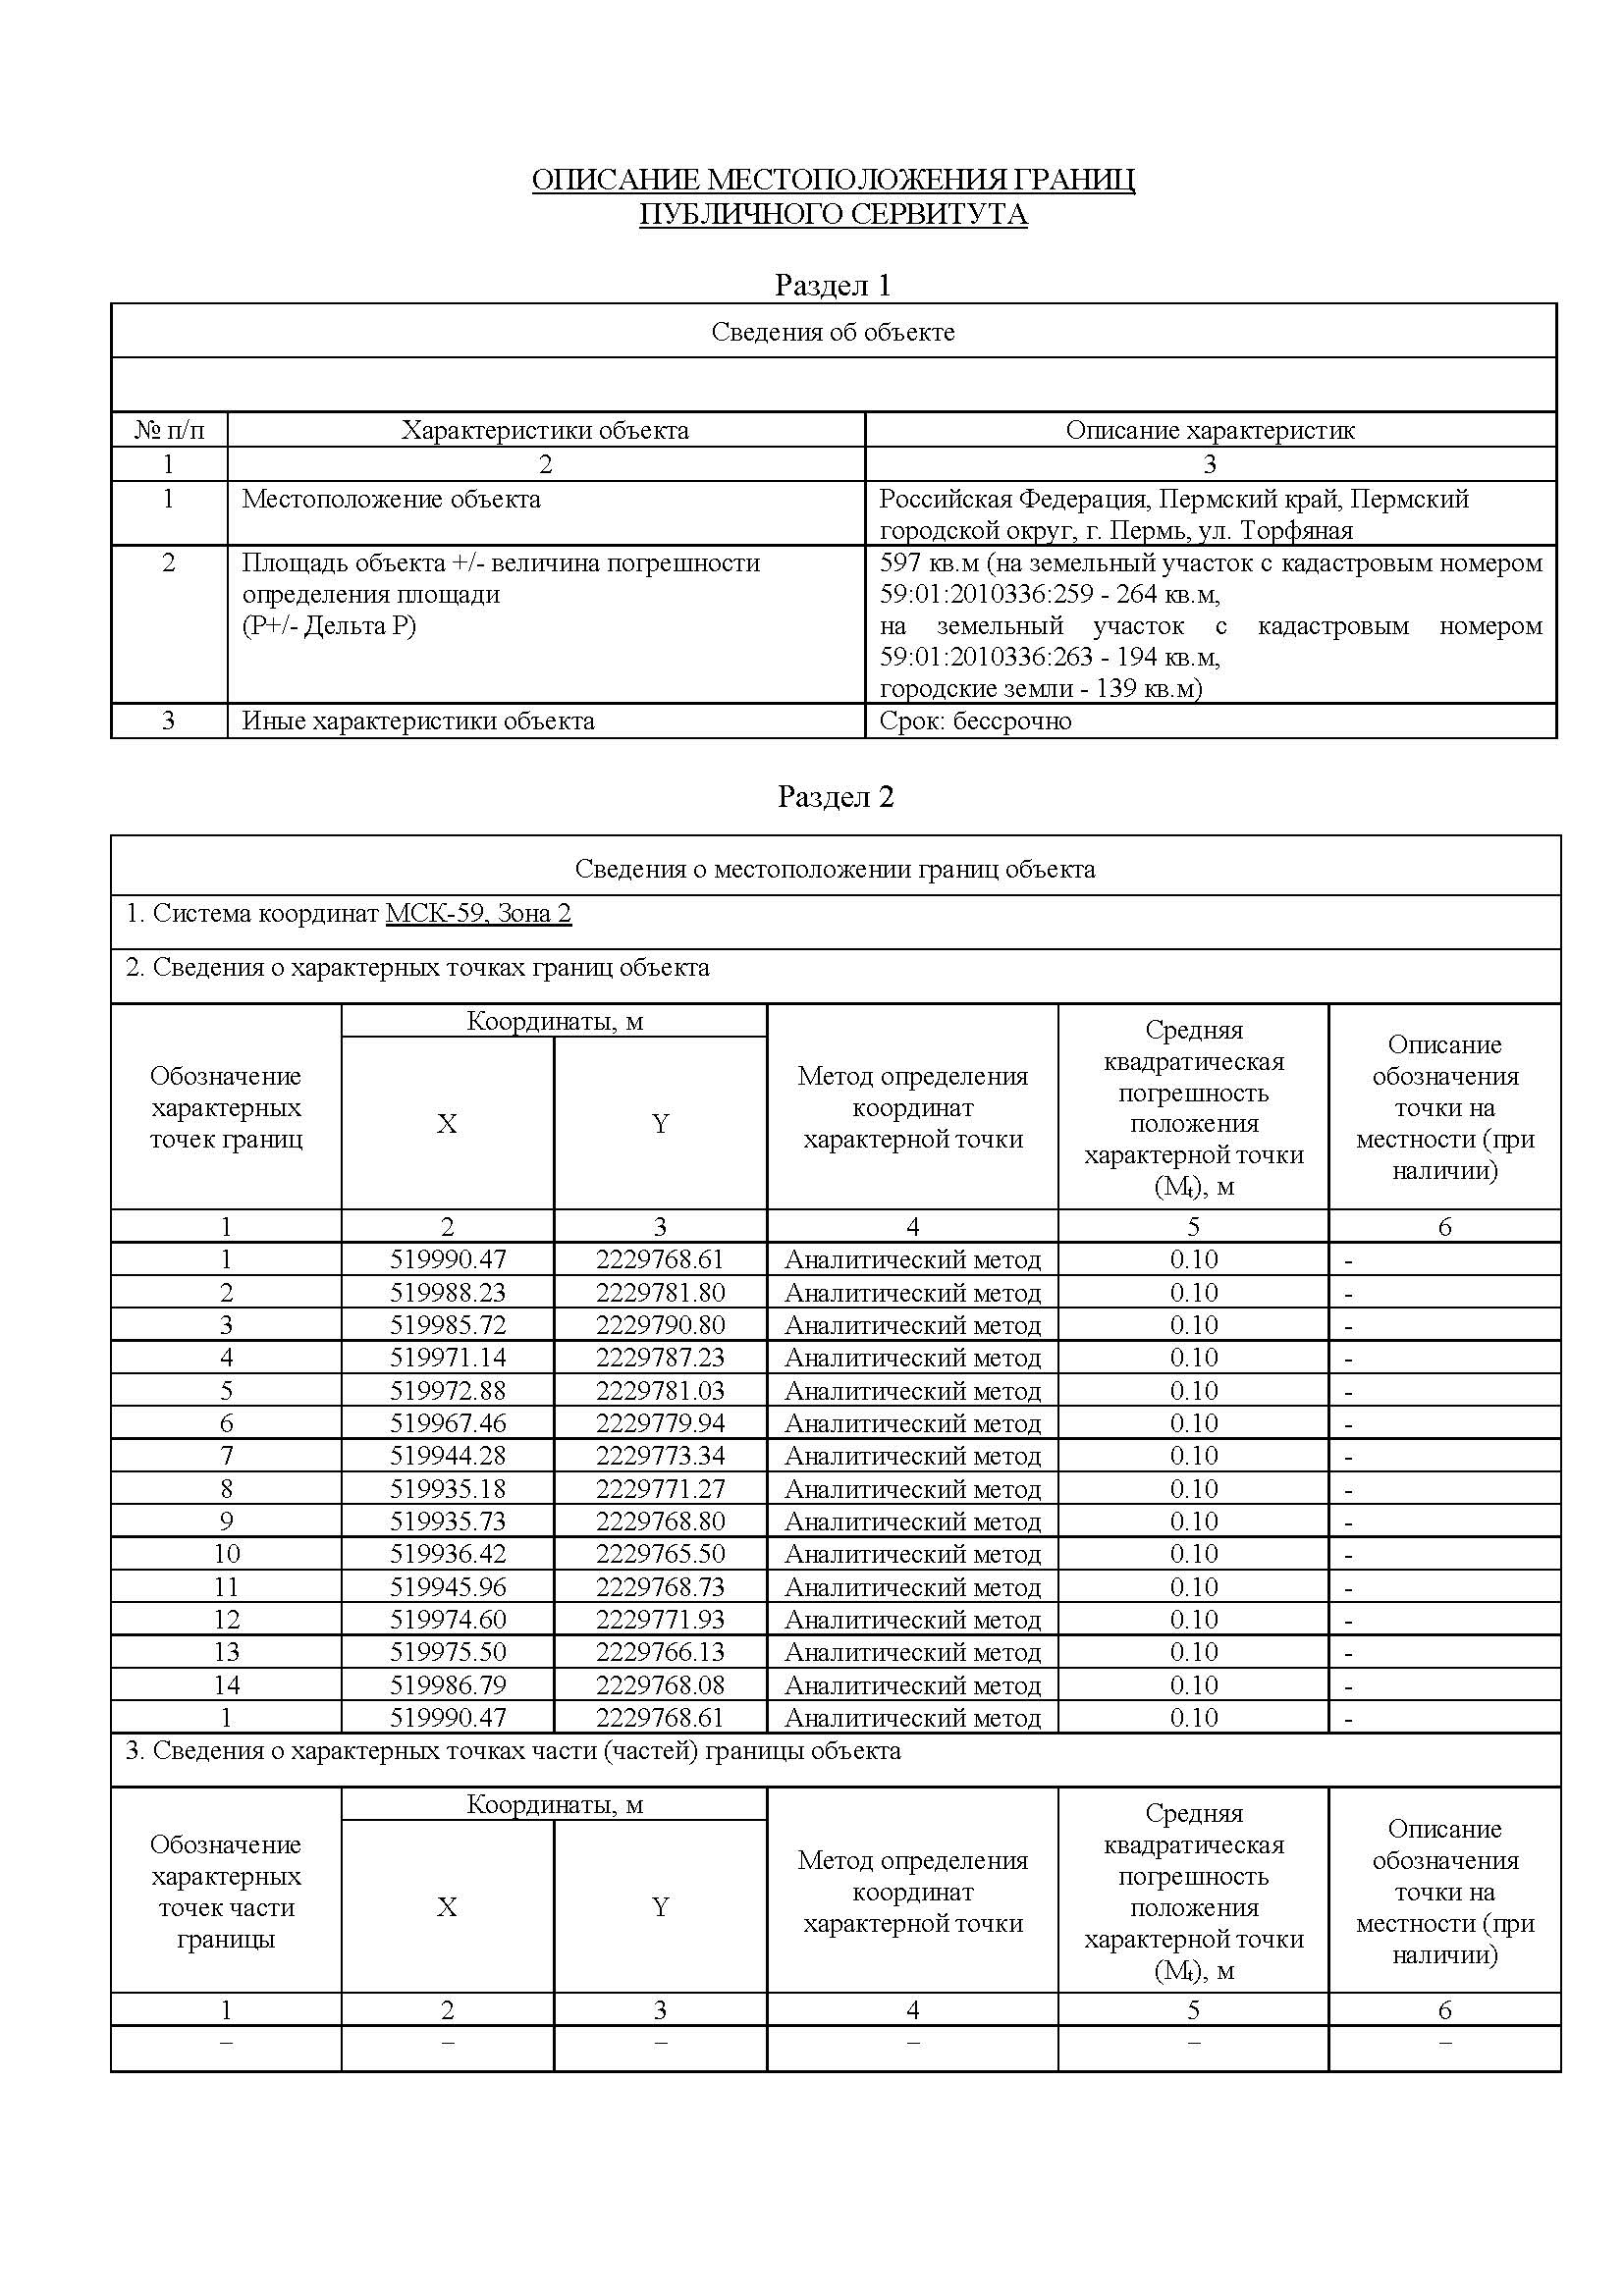 ОПИСАНИЕ МЕСТОПОЛОЖЕНИЯ ГРАНИЦ
ПУБЛИЧНОГО СЕРВИТУТА
Раздел 1
Сведения об объекте
№ п/п Характеристики объекта Описание характеристик
1 2 3
1 Местоположение объекта Российская Федерация, Пермский край, Пермский
городской округ, г. Пермь, ул. Торфяная
2 Площадь объекта +/- величина погрешности 597 кв.м (на земельный участок с кадастровым номером
определения площади 59:01:2010336:259 - 264 кв.м,
(P+/- Дельта P) на земельный участок с кадастровым номером
59:01:2010336:263 - 194 кв.м,
городские земли - 139 кв.м)
3 Иные характеристики объекта Срок: бессрочно
Раздел 2
Сведения о местоположении границ объекта
1. Система координат МСК-59, Зона 2
2. Сведения о характерных точках границ объекта
Обозначение
характерных
точек границ
Координаты, м
X Y
Метод определения
координат
характерной точки
Средняя
квадратическая
погрешность
положения
характерной точки
(Mt), м
Описание
обозначения
точки на
местности (при
наличии)
1 2 3 4 5 6
1 519990.47 2229768.61 Аналитический метод 0.10 -
2 519988.23 2229781.80 Аналитический метод 0.10 -
3 519985.72 2229790.80 Аналитический метод 0.10 -
4 519971.14 2229787.23 Аналитический метод 0.10 -
5 519972.88 2229781.03 Аналитический метод 0.10 -
6 519967.46 2229779.94 Аналитический метод 0.10 -
7 519944.28 2229773.34 Аналитический метод 0.10 -
8 519935.18 2229771.27 Аналитический метод 0.10 -
9 519935.73 2229768.80 Аналитический метод 0.10 -
10 519936.42 2229765.50 Аналитический метод 0.10 -
11 519945.96 2229768.73 Аналитический метод 0.10 -
12 519974.60 2229771.93 Аналитический метод 0.10 -
13 519975.50 2229766.13 Аналитический метод 0.10 -
14 519986.79 2229768.08 Аналитический метод 0.10 -
1 519990.47 2229768.61 Аналитический метод 0.10 -
3. Сведения о характерных точках части (частей) границы объекта
Обозначение
характерных
точек части
границы
Координаты, м
X Y
Метод определения
координат
характерной точки
Средняя
квадратическая
погрешность
положения
характерной точки
(Mt), м
Описание
обозначения
точки на
местности (при
наличии)
1 2 3 4 5 6
– – – – – –